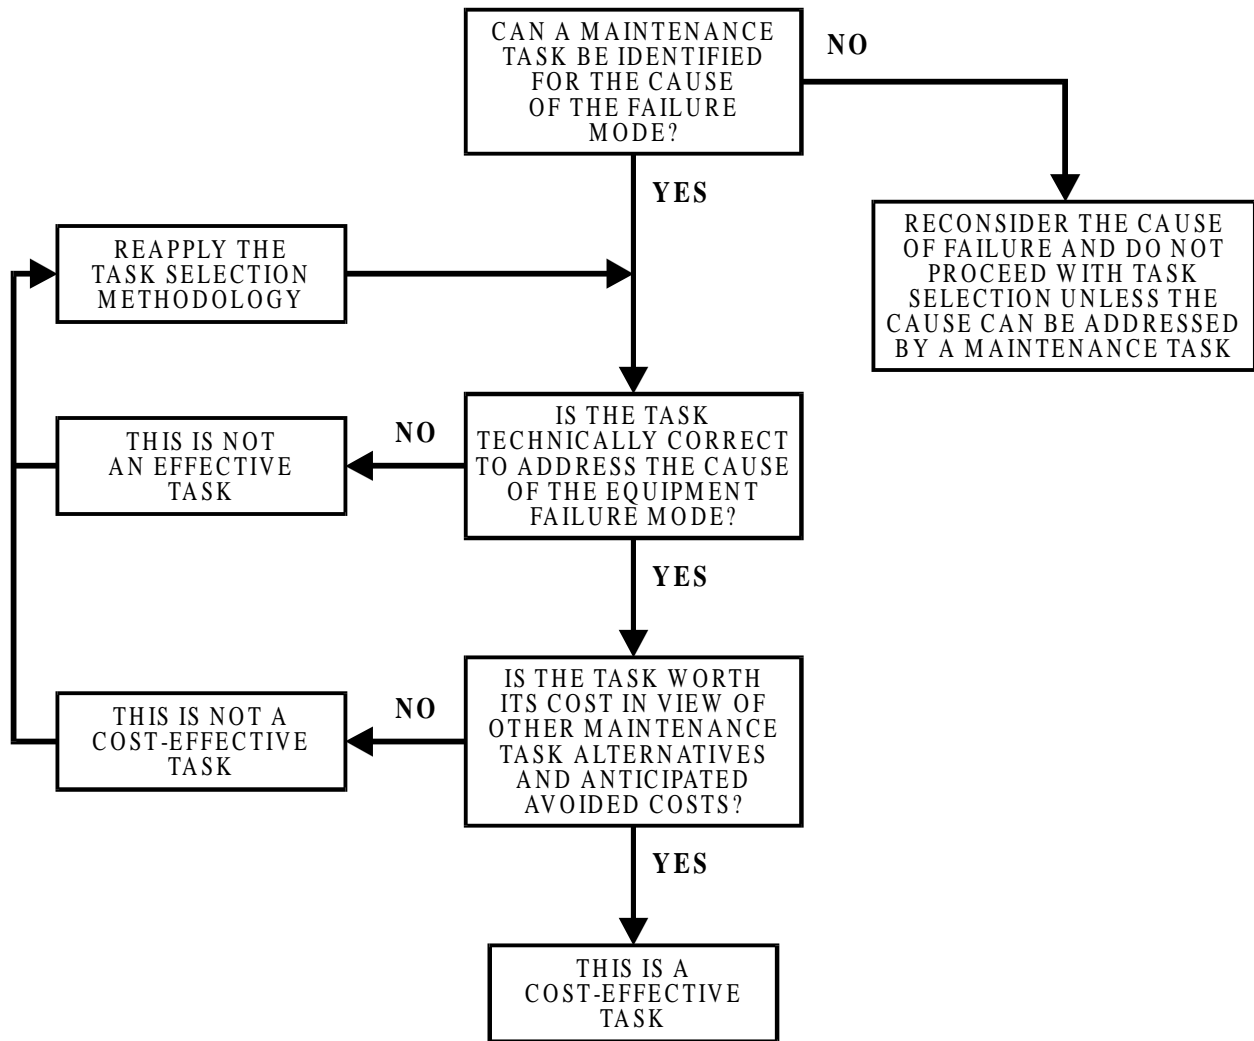 CAN A MAINTENANCE
TASK BE IDENTIFIED
FOR THE CAUSE
OF THE FAILURE
MODE?
NO
YES
RECONSIDER THE CAUSE
OF FAILURE AND DO NOT
PROCEED WITH TASK
SELECTION UNLESS THE
CAUSE CAN BE ADDRESSED
BY A MAINTENANCE TASK
REAPPLY THE
TASK SELECTION
METHODOLOGY
IS THE TASK
TECHNICALLY CORRECT
TO ADDRESS THE CAUSE
OF THE EQUIPMENT
FAILURE MODE?
NO
THIS IS NOT
AN EFFECTIVE
TASK
YES
IS THE TASK WORTH
ITS COST IN VIEW OF
OTHER MAINTENANCE
TASK ALTERNATIVES
AND ANTICIPATED
AVOIDED COSTS?
NO
THIS IS NOT A
COST-EFFECTIVE
TASK
YES
THIS IS A
COST-EFFECTIVE
TASK